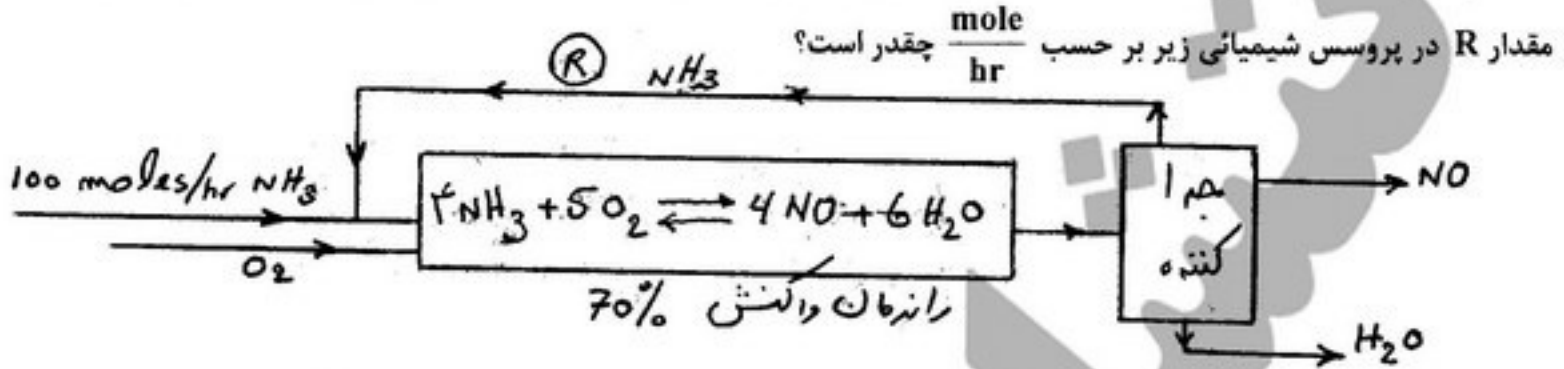 مقدار R در پروسس شیمیائی زیر بر حسب mole/hr چقدر است؟
R NH3
100 moles/hr NH3
O2
۴NH3 + 5O2 ⇌ 4NO + 6H2O
راندمان واکنش 70%
جدا کننده
NO
H2O